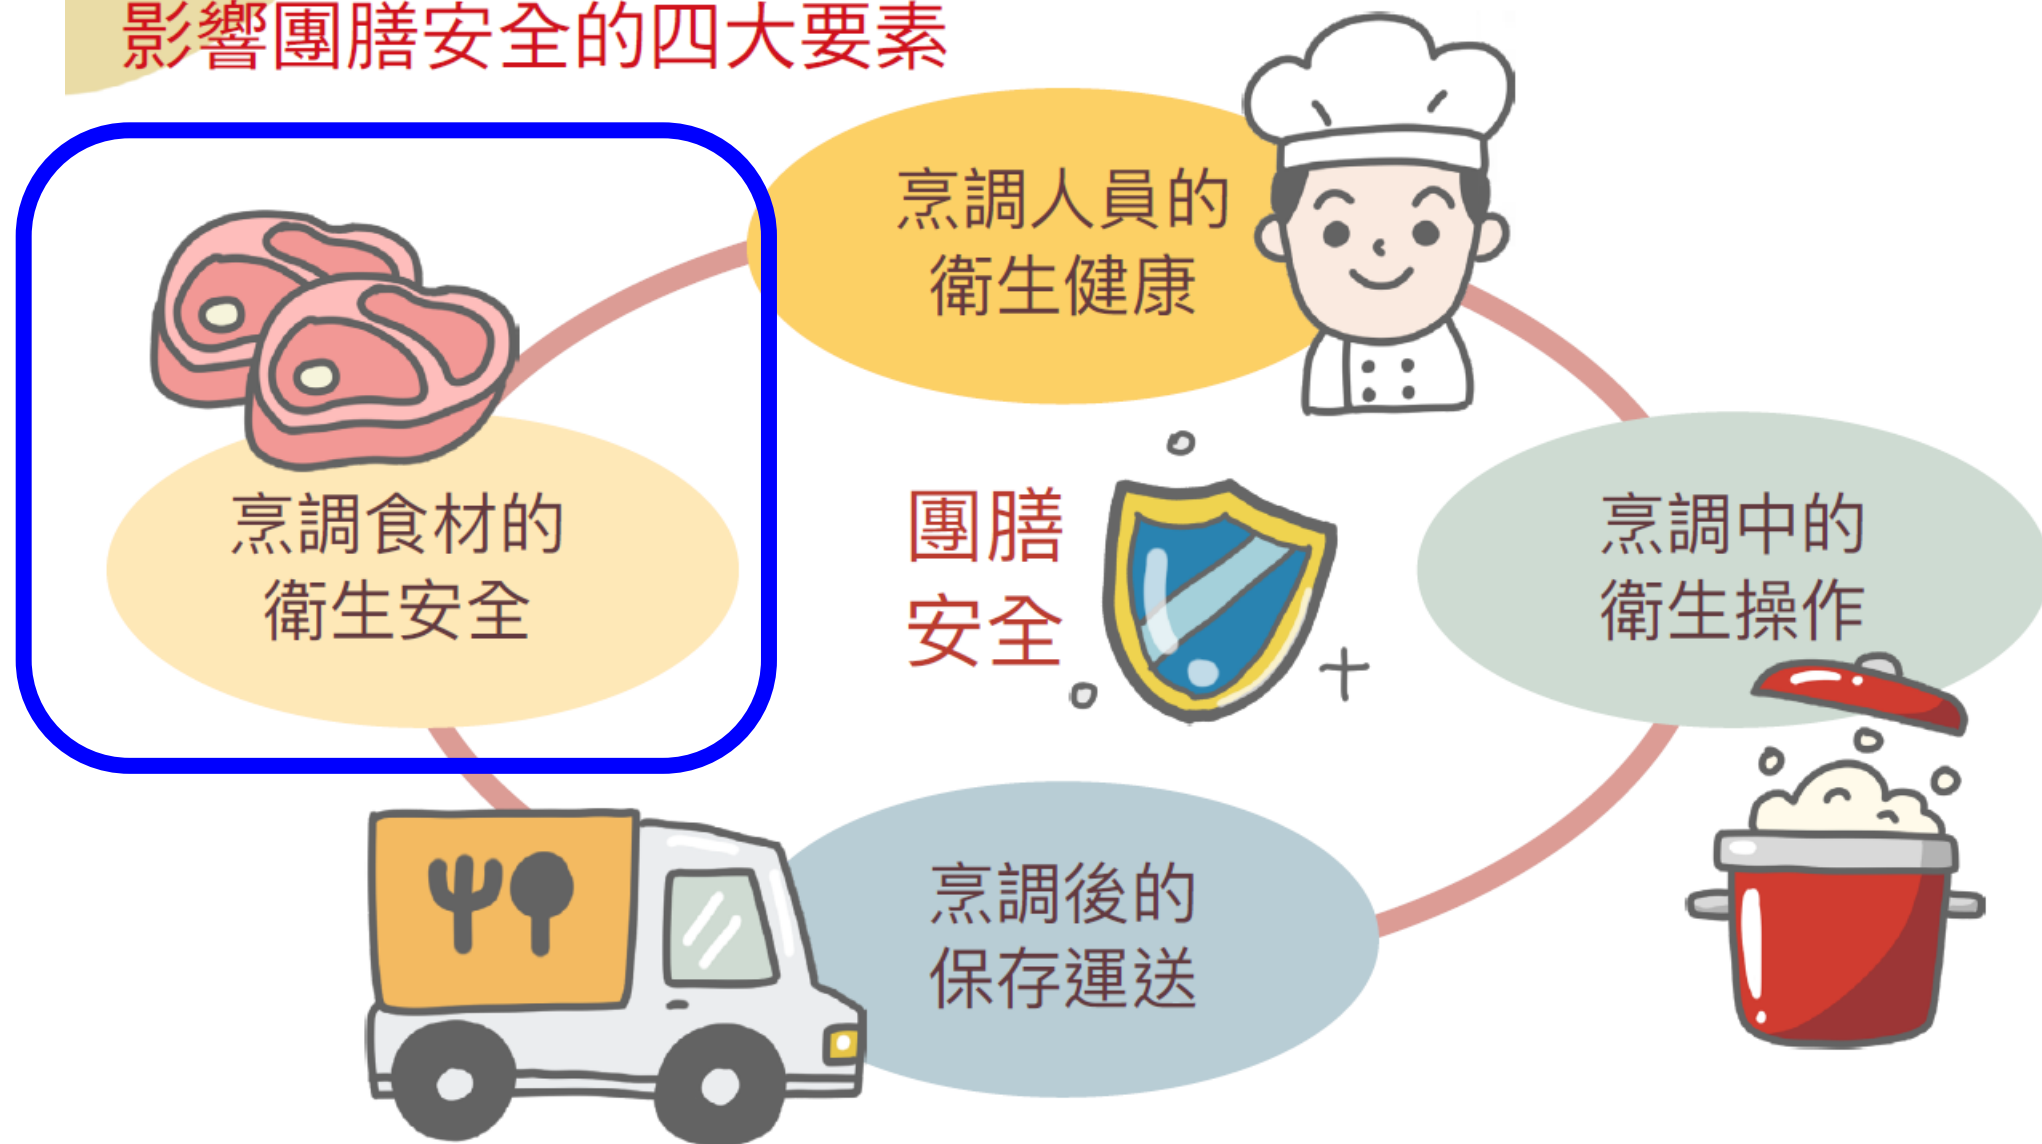 影響團膳安全的四大要素
烹調人員的
衛生健康
烹調食材的
衛生安全
團膳
安全
烹調中的
衛生操作
烹調後的
保存運送